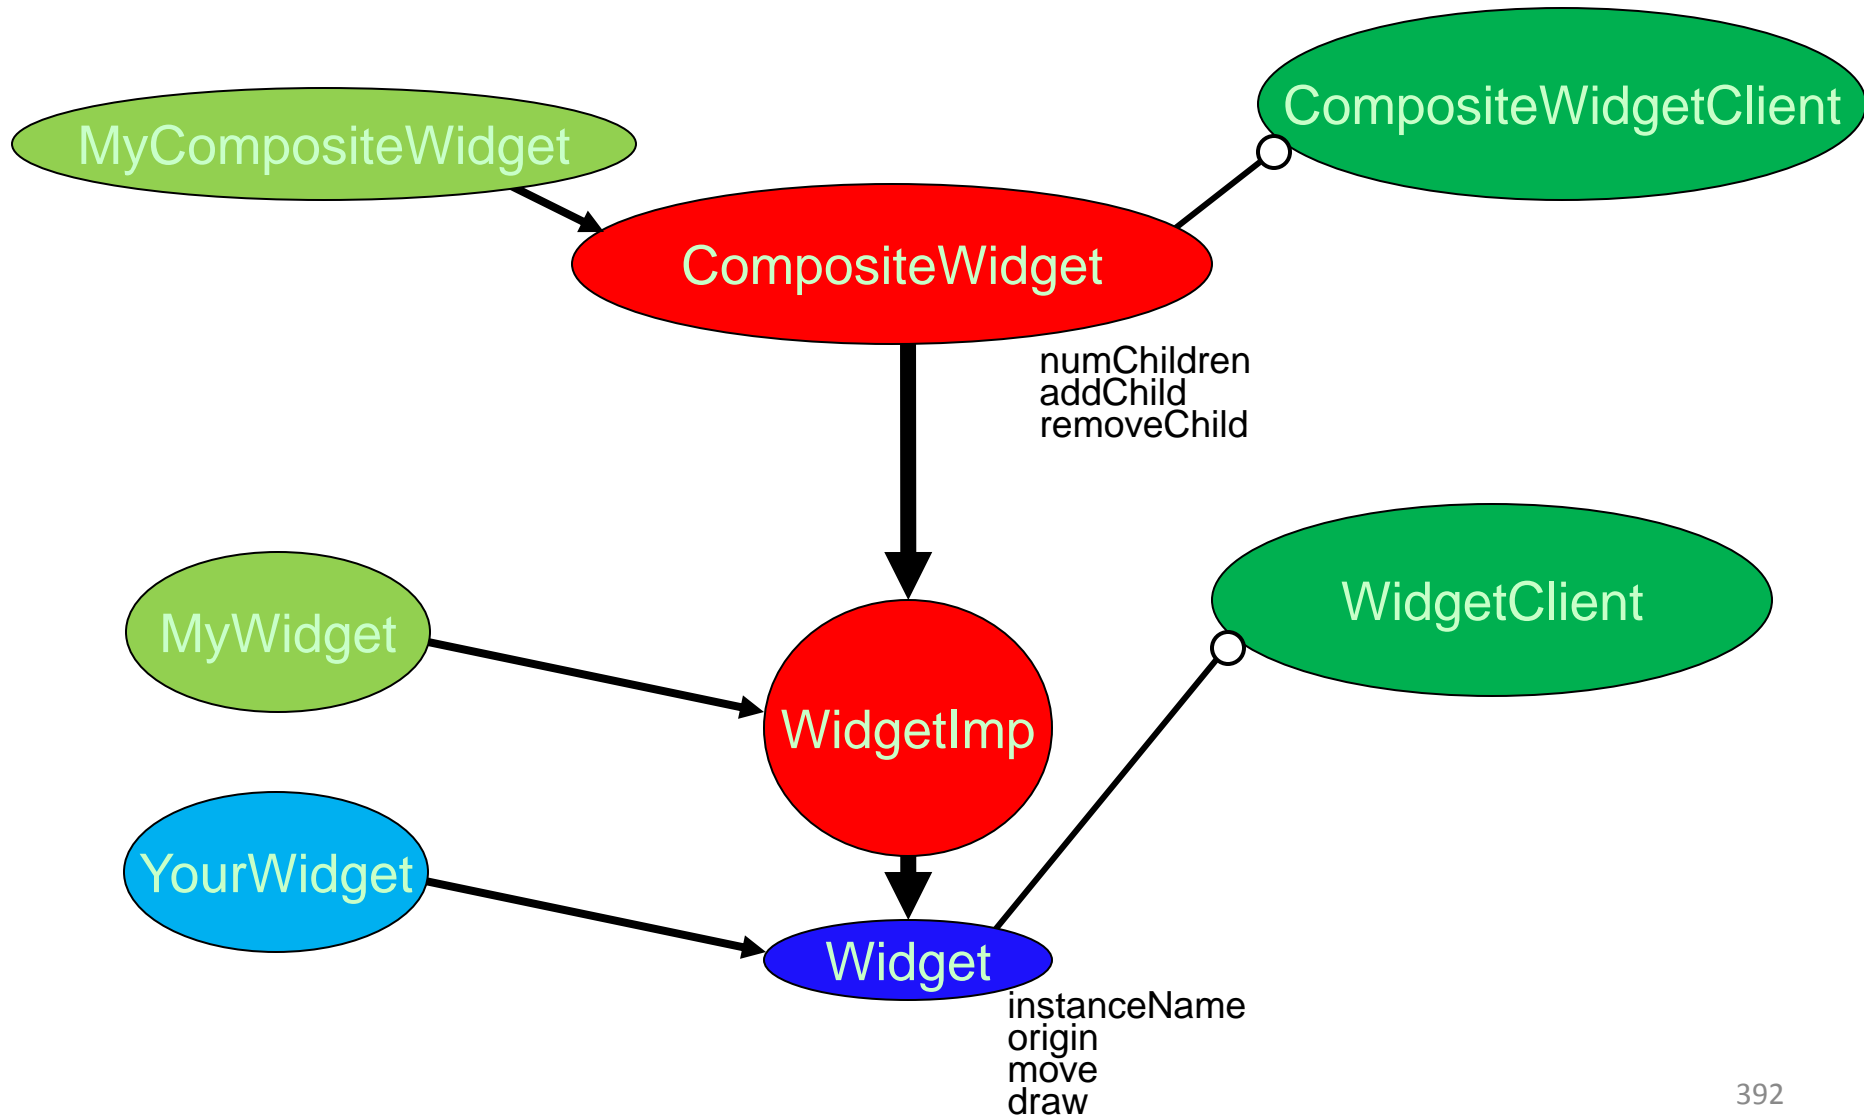 CompositeWidgetClient
MyCompositeWidget
CompositeWidget
numChildren
addChild
removeChild
WidgetClient
MyWidget
WidgetImp
YourWidget
Widget
instanceName
origin
move
draw
392